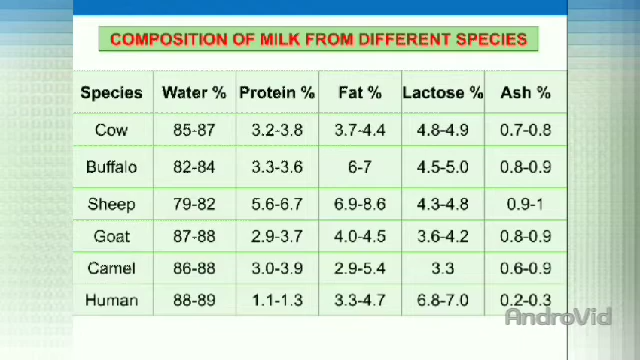 COMPOSITION OF MILK FROM DIFFERENT SPECIES
Species Water % Protein % Fat % Lactose % Ash %
Cow 85-87 3.2-3.8 3.7-4.4 4.8-4.9 0.7-0.8
Buffalo 82-84 3.3-3.6 6-7 4.5-5.0 0.8-0.9
Sheep 79-82 5.6-6.7 6.9-8.6 4.3-4.8 0.9-1
Goat 87-88 2.9-3.7 4.0-4.5 3.6-4.2 0.8-0.9
Camel 86-88 3.0-3.9 2.9-5.4 3.3 0.6-0.9
Human 88-89 1.1-1.3 3.3-4.7 6.8-7.0 0.2-0.3
AndroVid